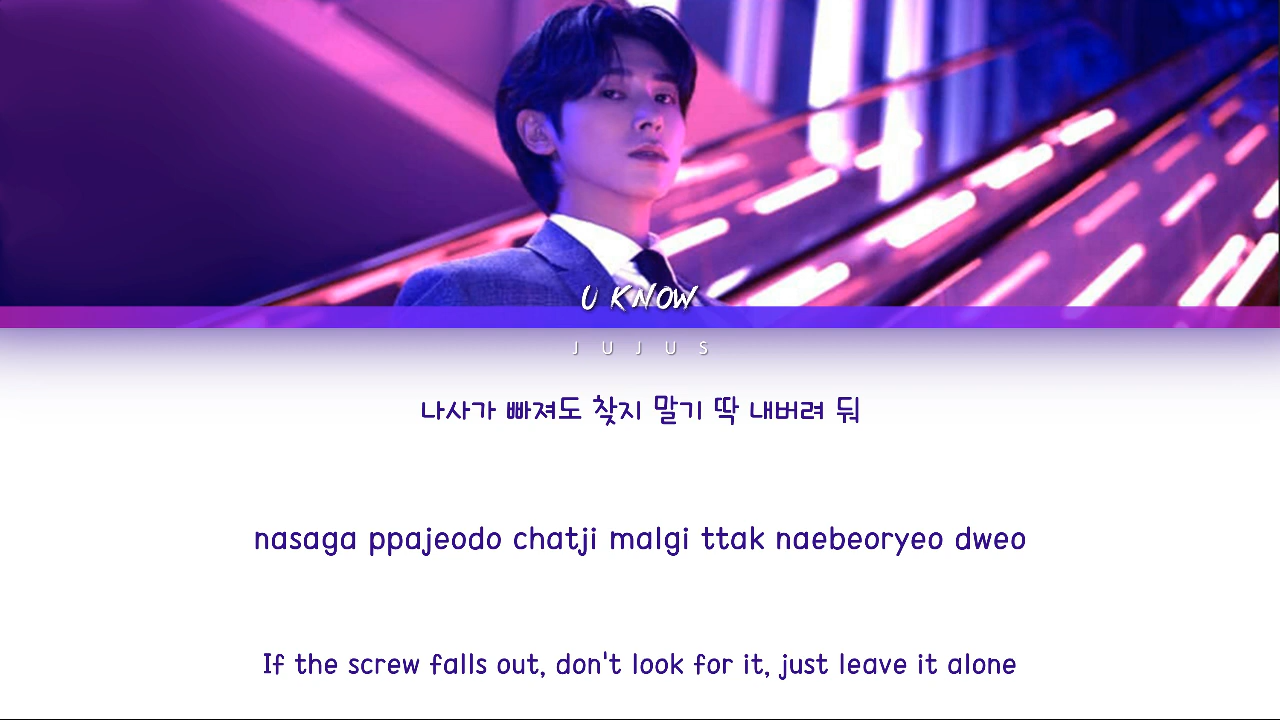 U KNOW
JUJUS
나사가 빠져도 찾지 말기 딱 내버려 둬
nasaga ppajeodo chatji malgi ttak naebeoryeo dweo
If the screw falls out, don't look for it, just leave it alone